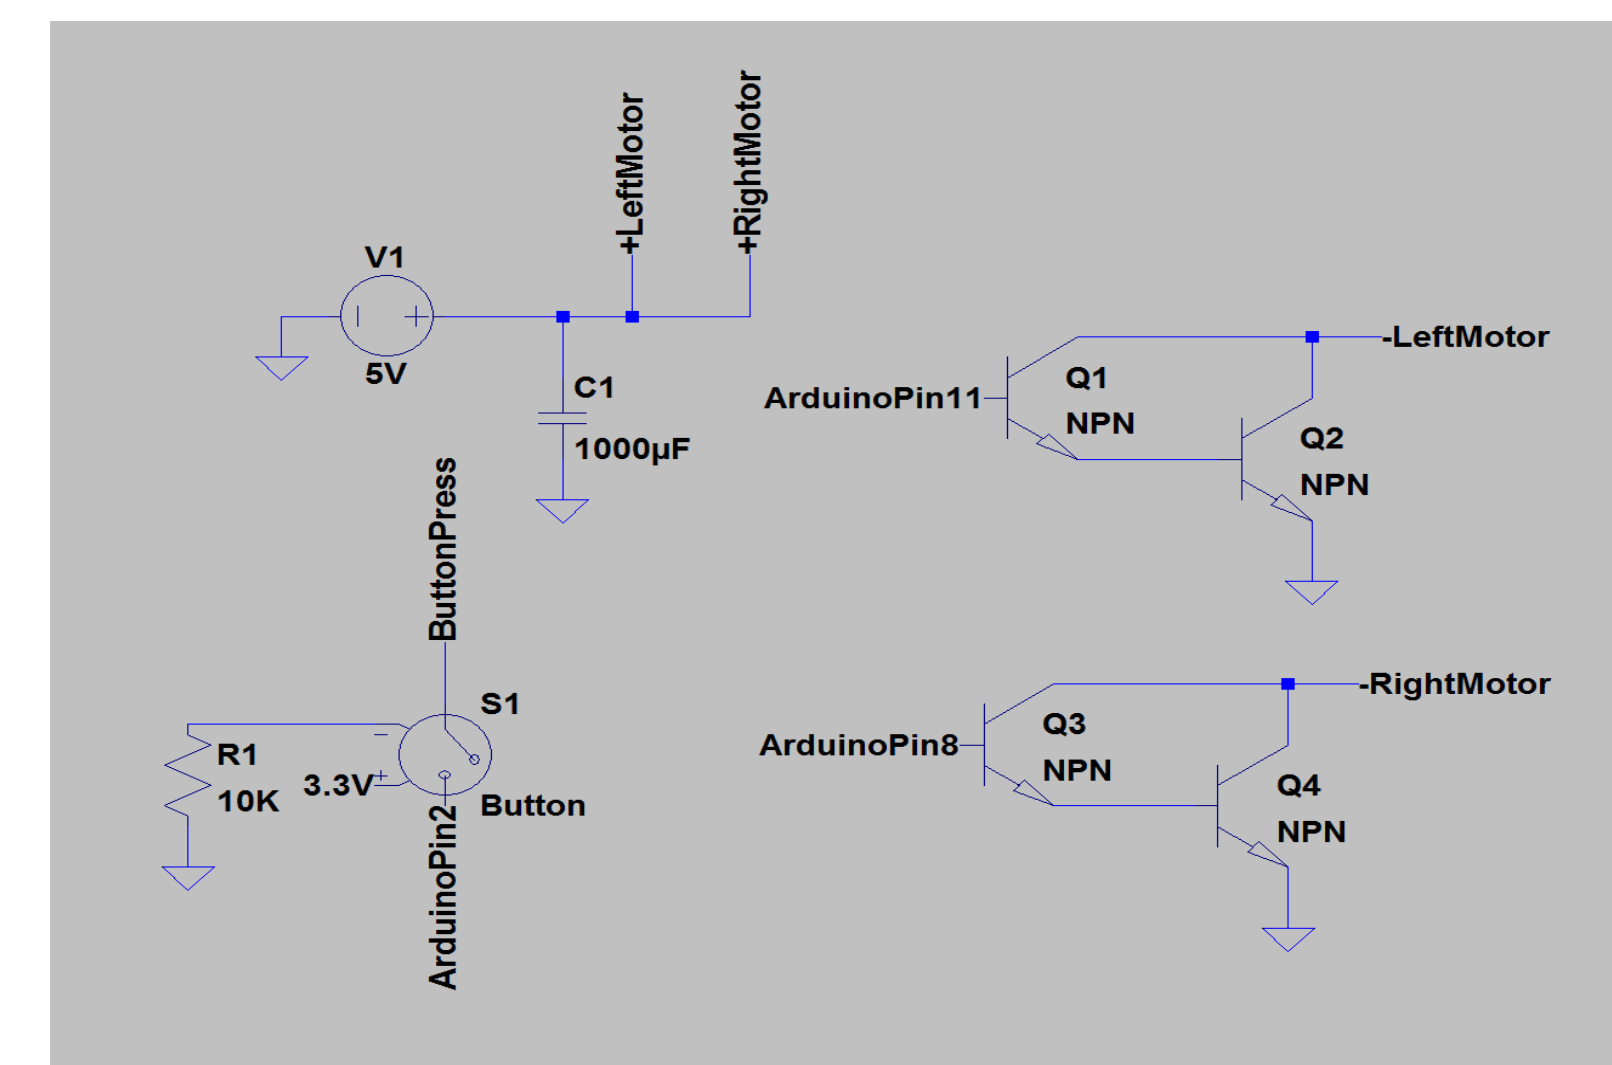 +LeftMotor
+RightMotor
V1
5V
C1
1000µF
ButtonPress
S1
R1
10K
3.3V
Button
ArduinoPin2
-LeftMotor
ArduinoPin11
Q1
NPN
Q2
NPN
-RightMotor
ArduinoPin8
Q3
NPN
Q4
NPN